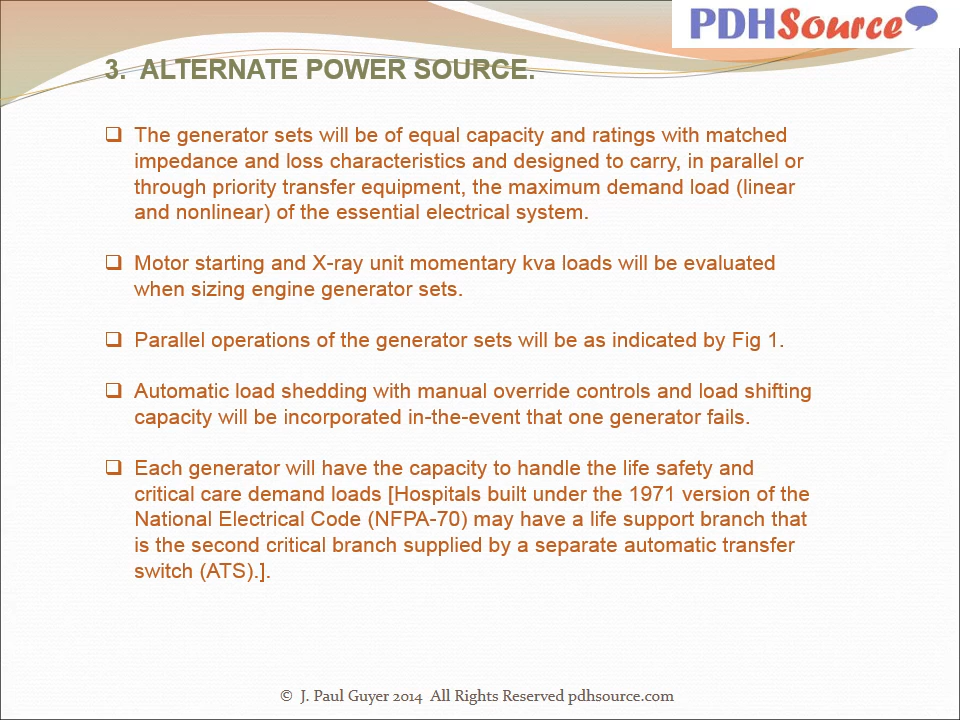 PDHSource
3. ALTERNATE POWER SOURCE.
❑ The generator sets will be of equal capacity and ratings with matched
impedance and loss characteristics and designed to carry, in parallel or
through priority transfer equipment, the maximum demand load (linear
and nonlinear) of the essential electrical system.
❑ Motor starting and X-ray unit momentary kva loads will be evaluated
when sizing engine generator sets.
❑ Parallel operations of the generator sets will be as indicated by Fig 1.
❑ Automatic load shedding with manual override controls and load shifting
capacity will be incorporated in-the-event that one generator fails.
❑ Each generator will have the capacity to handle the life safety and
critical care demand loads [Hospitals built under the 1971 version of the
National Electrical Code (NFPA-70) may have a life support branch that
is the second critical branch supplied by a separate automatic transfer
switch (ATS).].
© J. Paul Guyer 2014 All Rights Reserved pdhsource.com